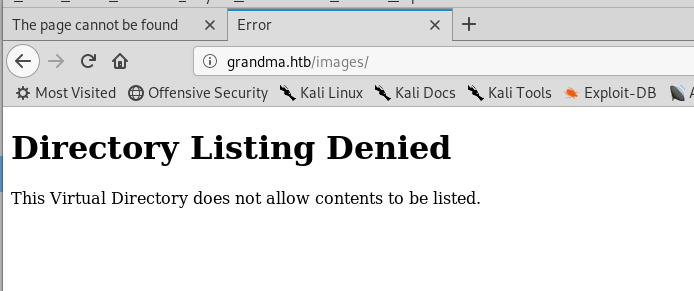 The page cannot be found
Error
grandma.htb/images/
Most Visited Offensive Security Kali Linux Kali Docs Kali Tools Exploit-DB
Directory Listing Denied
This Virtual Directory does not allow contents to be listed.